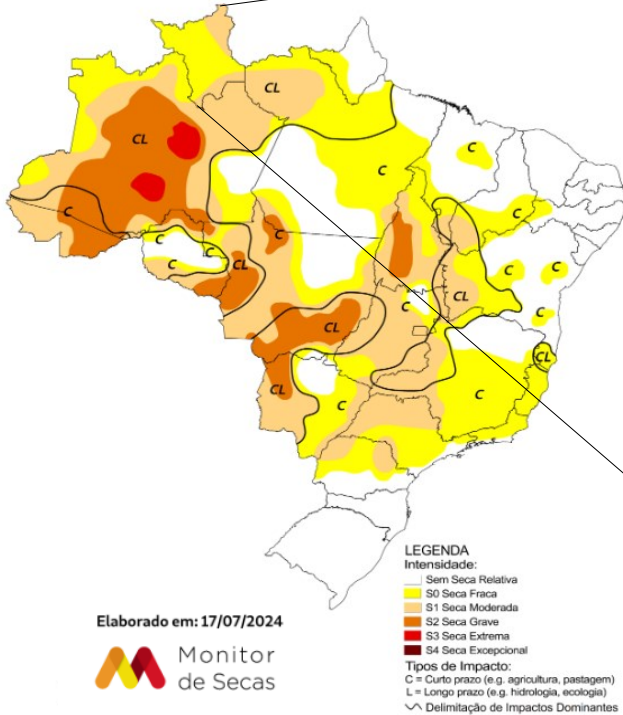 CL
CL
C
C
C
C
C
C
CL
C
C
C
C
CL
CL
CL
CL
C
C
LEGENDA
Intensidade:
Sem Seca Relativa
S0 Seca Fraca
S1 Seca Moderada
S2 Seca Grave
S3 Seca Extrema
S4 Seca Excepcional
Tipos de Impacto:
C = Curto prazo (e.g. agricultura, pastagem)
L = Longo prazo (e.g. hidrologia, ecologia)
Delimitação de Impactos Dominantes
Elaborado em: 17/07/2024
Monitor
de Secas